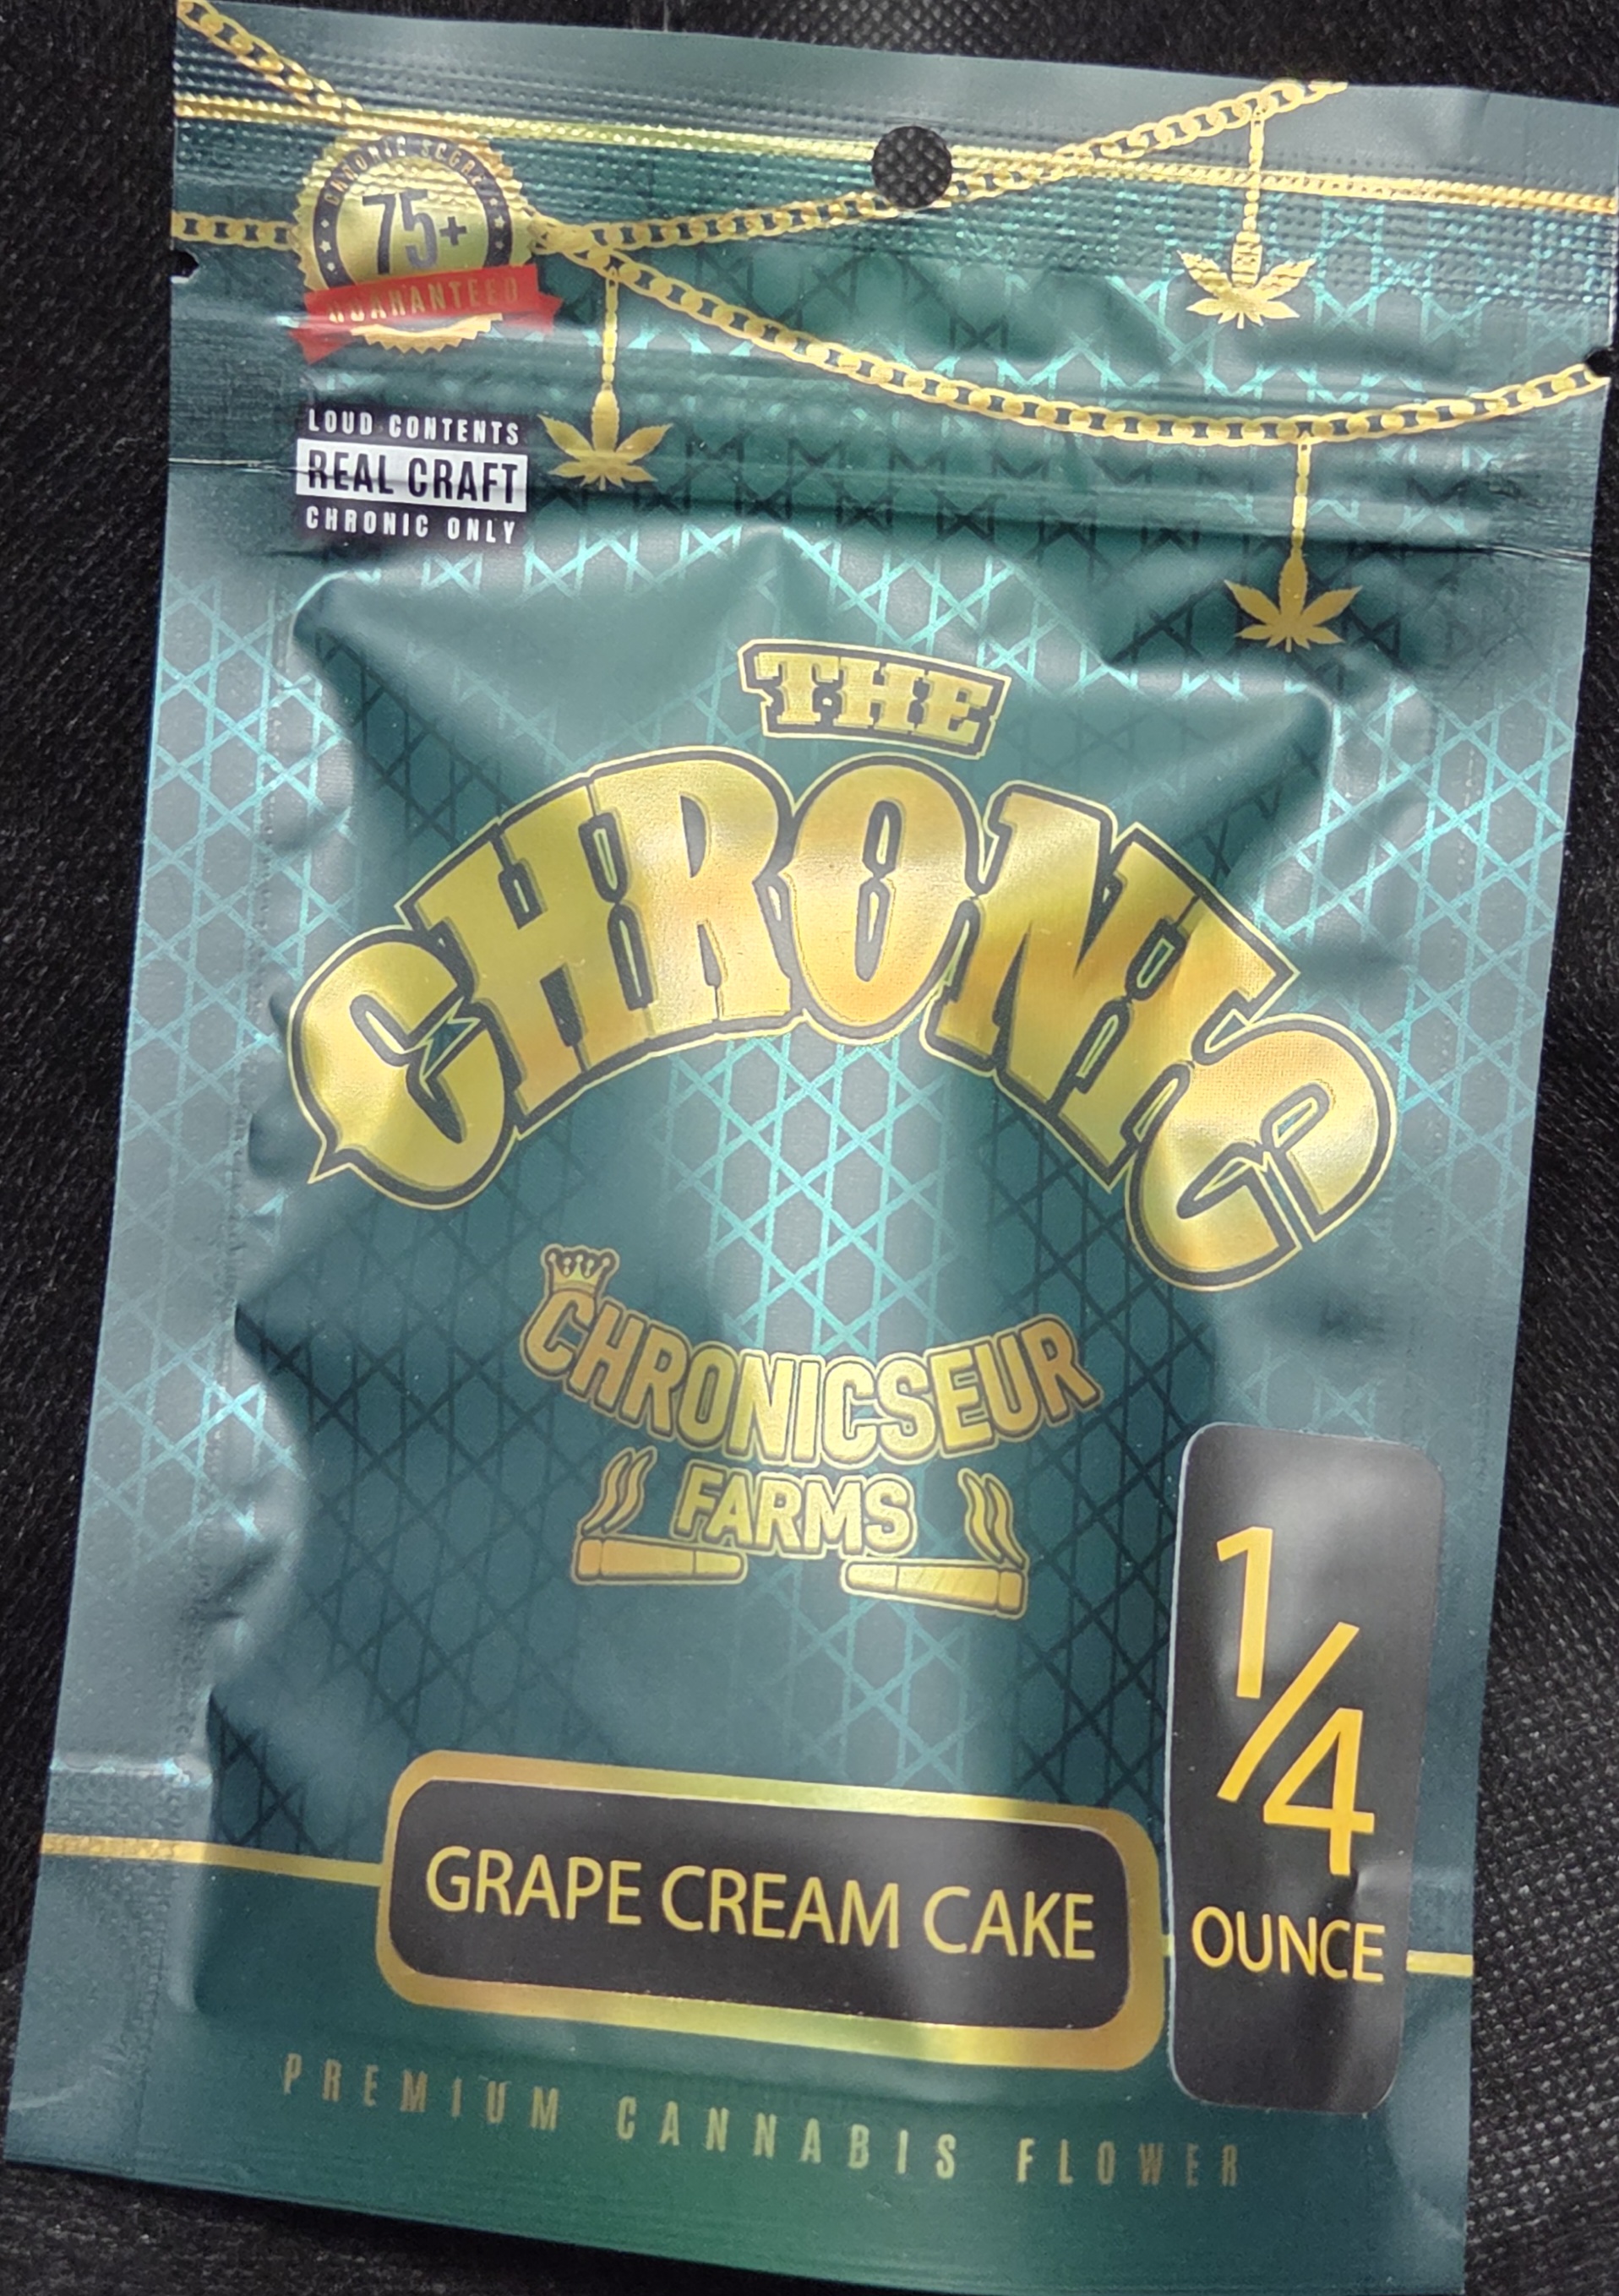 CHRONIC SCORE
75+
GUARANTEED
LOUD CONTENTS
REAL CRAFT
CHRONIC ONLY
THE
CHRONIC
CHRONICSEUR
FARMS
1/4
OUNCE
GRAPE CREAM CAKE
PREMIUM CANNABIS FLOWER